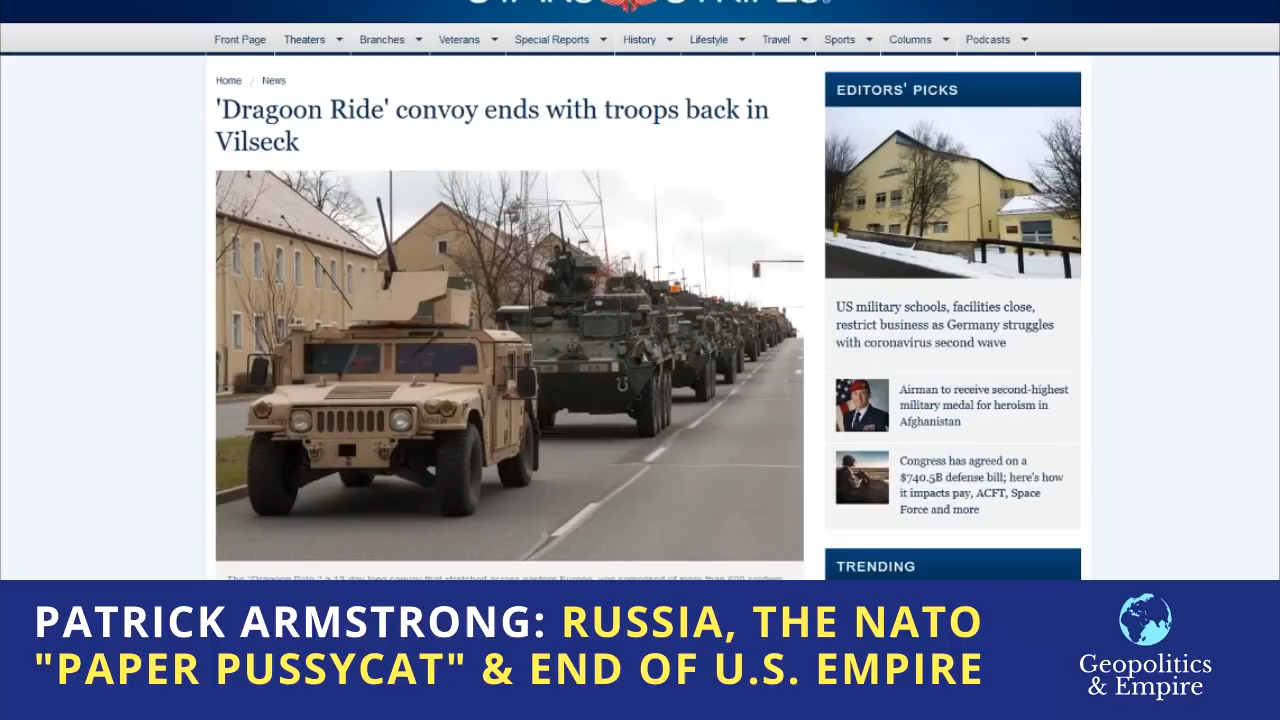 Front Page Theaters Branches Veterans Special Reports History Lifestyle Travel Sports Columns Podcasts
Home / News
'Dragoon Ride' convoy ends with troops back in
Vilseck
EDITORS' PICKS
US military schools, facilities close,
restrict business as Germany struggles
with coronavirus second wave
Airman to receive second-highest
military medal for heroism in
Afghanistan
Congress has agreed on a
$740.5B defense bill; here's how
it impacts pay, ACFT, Space
Force and more
TRENDING
PATRICK ARMSTRONG: RUSSIA, THE NATO
"PAPER PUSSYCAT" & END OF U.S. EMPIRE
Geopolitics
& Empire